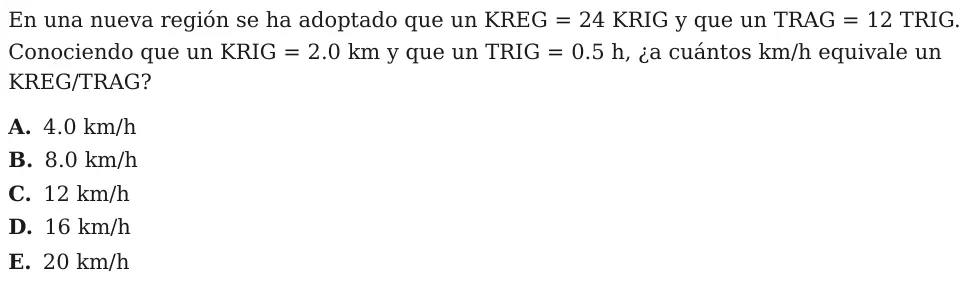 En una nueva región se ha adoptado que un KREG = 24 KRIG y que un TRAG = 12 TRIG.
Conociendo que un KRIG = 2.0 km y que un TRIG = 0.5 h, ¿a cuántos km/h equivale un
KREG/TRAG?
A. 4.0 km/h
B. 8.0 km/h
C. 12 km/h
D. 16 km/h
E. 20 km/h